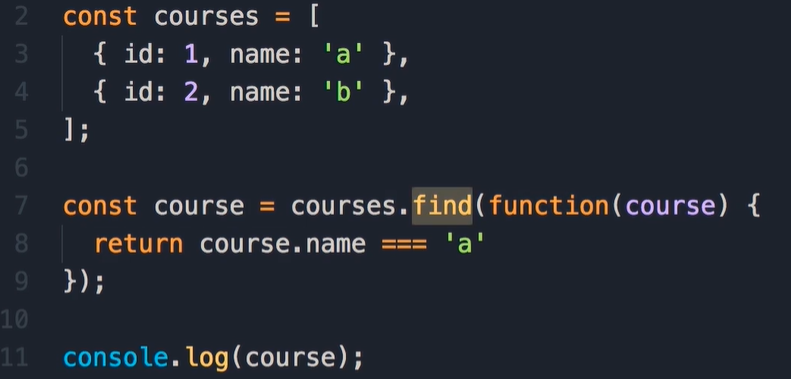 2 const courses = [
3 { id: 1, name: 'a' },
4 { id: 2, name: 'b' },
5 ];
6
7 const course = courses.find(function(course) {
8 return course.name === 'a'
9 });
10
11 console.log(course);